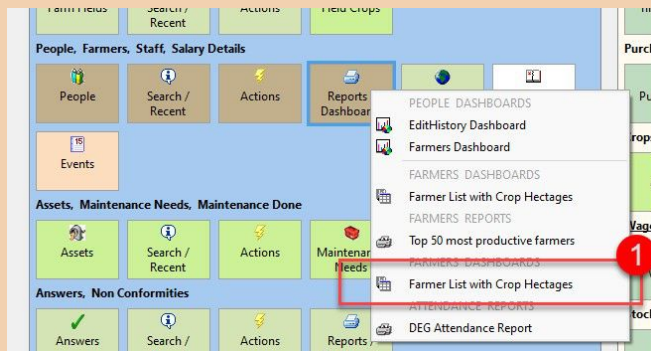 Farm Fields
Search /
Recent
Actions
Field Crops
People, Farmers, Staff, Salary Details
Purcl
People
Search /
Recent
Actions
Reports
Dashboar
Pu
Events
PEOPLE DASHBOARDS
EditHistory Dashboard
Farmers Dashboard
FARMERS DASHBOARDS
Farmer List with Crop Hectages
FARMERS REPORTS
Top 50 most productive farmers
FARMERS DASHBOARDS
Farmer List with Crop Hectages
ATTENDANCE REPORTS
DEG Attendance Report
1
rop
Wage
tock
Assets, Maintenance Needs, Maintenance Done
Assets
Search /
Recent
Actions
Maintenan
Needs
Answers, Non Conformities
Answers
Search /
Actions
Reports /